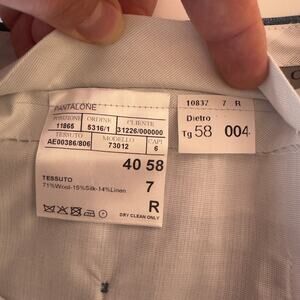 PANTALONE
POSIZIONE ORDINE CLIENTE
11865 5316/1 31226/000000
TESSUTO MODELLO CAPI
AE00386/806 73012 6
40 58
7
TESSUTO
71%Wool-15%Silk-14%Linen
R
DRY CLEAN ONLY
10837 7 R
Dietro
Tg 58 004